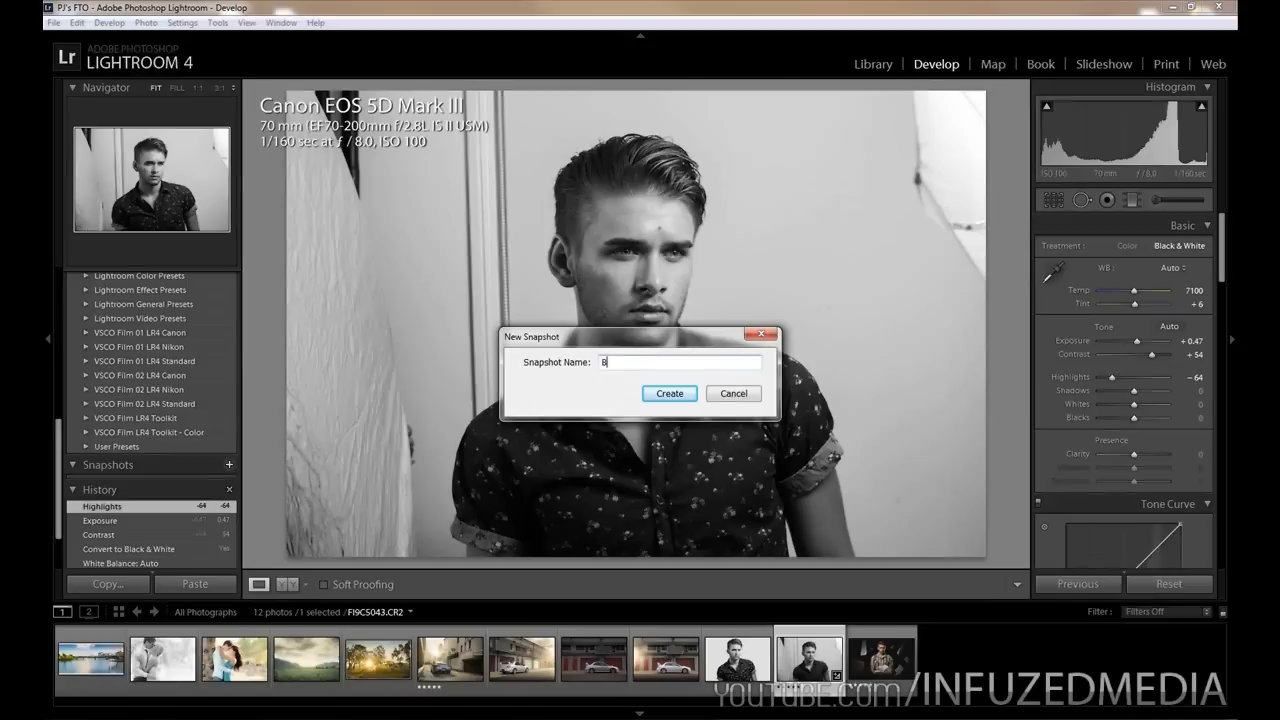 PJ's FTO - Adobe Photoshop Lightroom - Develop
File Edit Develop Photo Settings Tools View Window Help
Lr ADOBE PHOTOSHOP
LIGHTROOM 4
Library | Develop | Map | Book | Slideshow | Print | Web
Navigator FIT FILL 1:1 3:1
Lightroom Color Presets
Lightroom Effect Presets
Lightroom General Presets
Lightroom Video Presets
VSCO Film 01 LR4 Canon
VSCO Film 01 LR4 Nikon
VSCO Film 01 LR4 Standard
VSCO Film 02 LR4 Canon
VSCO Film 02 LR4 Nikon
VSCO Film 02 LR4 Standard
VSCO Film LR4 Toolkit
VSCO Film LR4 Toolkit - Color
User Presets
Snapshots +
History
Highlights -64 -64
Exposure 0.47
Contrast 54
Convert to Black & White Yes
White Balance: Auto
Copy... Paste
Canon EOS 5D Mark III
70 mm (EF70-200mm f/2.8L IS II USM)
1/160 sec at ƒ / 8.0, ISO 100
New Snapshot
Snapshot Name: B
Create Cancel
Soft Proofing
Histogram
ISO 100 70 mm ƒ / 8.0 1/160 sec
Basic
Treatment : Color Black & White
WB : Auto
Temp 7100
Tint + 6
Tone Auto
Exposure + 0.47
Contrast + 54
Highlights − 64
Shadows 0
Whites 0
Blacks 0
Presence
Clarity 0
Tone Curve
Previous Reset
1 2 All Photographs 12 photos / 1 selected / FI9C5043.CR2
Filter : Filters Off
YOUTUBE.COM/INFUZEDMEDIA